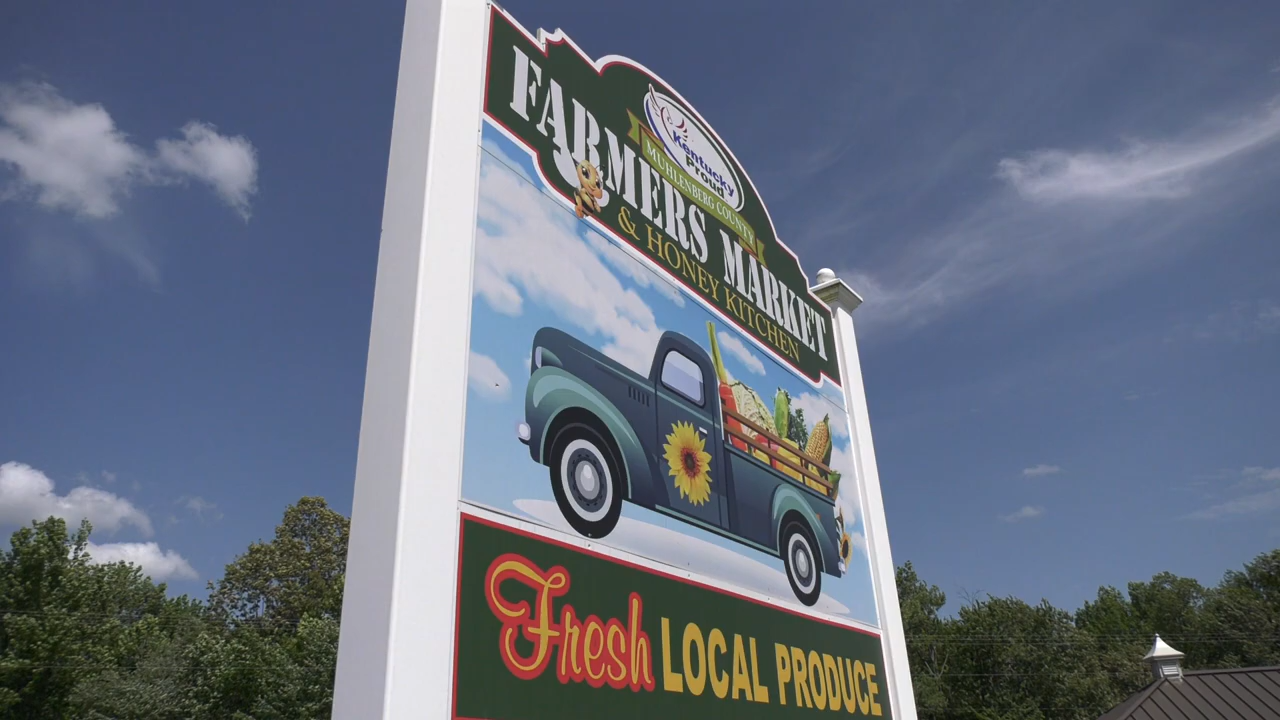 Kentucky
Proud
MUHLENBERG COUNTY
FARMERS MARKET
& HONEY KITCHEN
Fresh LOCAL PRODUCE